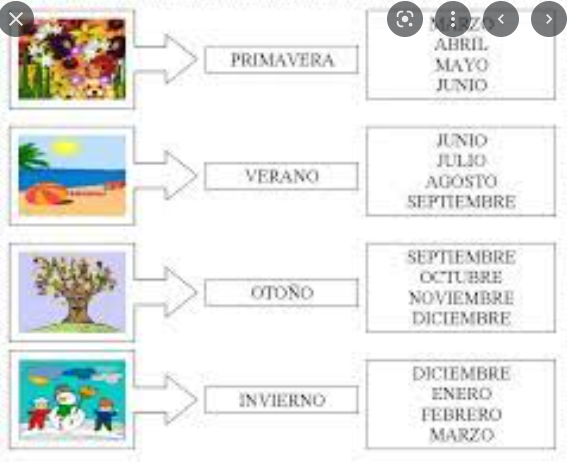 PRIMAVERA
MARZO
ABRIL
MAYO
JUNIO
VERANO
JUNIO
JULIO
AGOSTO
SEPTIEMBRE
OTOÑO
SEPTIEMBRE
OCTUBRE
NOVIEMBRE
DICIEMBRE
INVIERNO
DICIEMBRE
ENERO
FEBRERO
MARZO